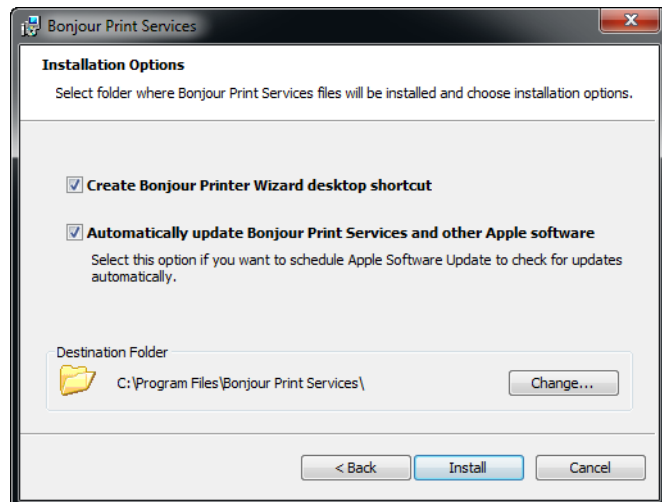 Bonjour Print Services
Installation Options
Select folder where Bonjour Print Services files will be installed and choose installation options.
Create Bonjour Printer Wizard desktop shortcut
Automatically update Bonjour Print Services and other Apple software
Select this option if you want to schedule Apple Software Update to check for updates
automatically.
Destination Folder
C:\Program Files\Bonjour Print Services\
Change...
< Back
Install
Cancel